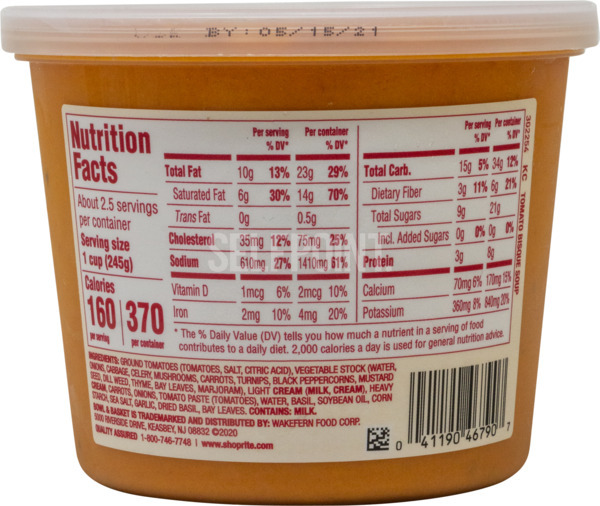 BY: 05/15/21
302254 KC TOMATO BISQUE SOUP
Nutrition
Facts
About 2.5 servings
per container
Serving size
1 cup (245g)
Calories
160 370
per serving per container
Per serving Per container
% DV* % DV*
Total Fat 10g 13% 23g 29%
Saturated Fat 6g 30% 14g 70%
Trans Fat 0g 0.5g
Cholesterol 35mg 12% 75mg 25%
Sodium 610mg 27% 1410mg 61%
Vitamin D 1mcg 6% 2mcg 10%
Iron 2mg 10% 4mg 20%
Per serving Per container
% DV* % DV*
Total Carb. 15g 5% 34g 12%
Dietary Fiber 3g 11% 6g 21%
Total Sugars 9g 21g
Incl. Added Sugars 0g 0% 0g 0%
Protein 3g 8g
Calcium 70mg 6% 170mg 15%
Potassium 360mg 8% 840mg 20%
* The % Daily Value (DV) tells you how much a nutrient in a serving of food
contributes to a daily diet. 2,000 calories a day is used for general nutrition advice.
INGREDIENTS: GROUND TOMATOES (TOMATOES, SALT, CITRIC ACID), VEGETABLE STOCK (WATER,
ONIONS, CABBAGE, CELERY, MUSHROOMS, CARROTS, TURNIPS, BLACK PEPPERCORNS, MUSTARD
SEED, DILL WEED, THYME, BAY LEAVES, MARJORAM), LIGHT CREAM (MILK, CREAM), HEAVY
CREAM, CARROTS, ONIONS, TOMATO PASTE (TOMATOES), WATER, BASIL, SOYBEAN OIL, CORN
STARCH, SEA SALT, GARLIC, DRIED BASIL, BAY LEAVES. CONTAINS: MILK.
BOWL & BASKET IS TRADEMARKED AND DISTRIBUTED BY: WAKEFERN FOOD CORP.
5000 RIVERSIDE DRIVE, KEASBEY, NJ 08832 ©2020
QUALITY ASSURED 1-800-746-7748 | www.shoprite.com
0 41190 46790 7